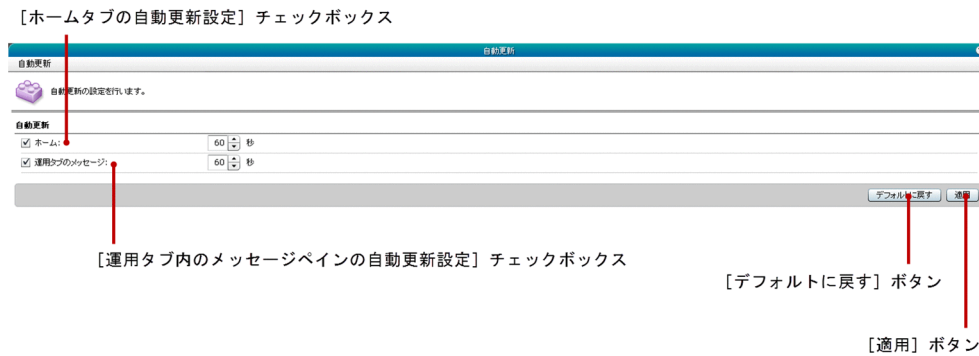 [ホームタブの自動更新設定] チェックボックス
自動更新
自動更新
自動更新の設定を行います。
自動更新
ホーム: 60 秒
運用タブのメッセージ: 60 秒
デフォルトに戻す 適用
[運用タブ内のメッセージペインの自動更新設定] チェックボックス
[デフォルトに戻す] ボタン
[適用] ボタン